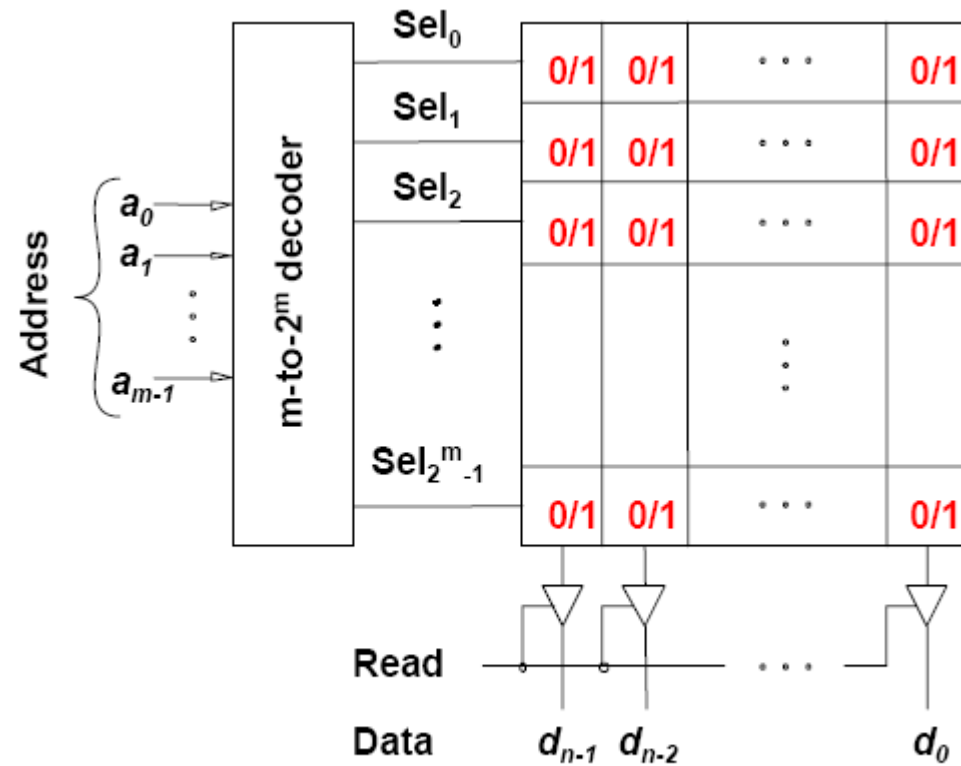 Sel₀ 0/1 0/1 ... 0/1
Sel₁ 0/1 0/1 ... 0/1
Sel₂ 0/1 0/1 ... 0/1
Address
a₀
a₁
aₘ₋₁
m-to-2ᵐ decoder
Sel₂ᵐ₋₁ 0/1 0/1 ... 0/1
Read ...
Data dₙ₋₁ dₙ₋₂ d₀